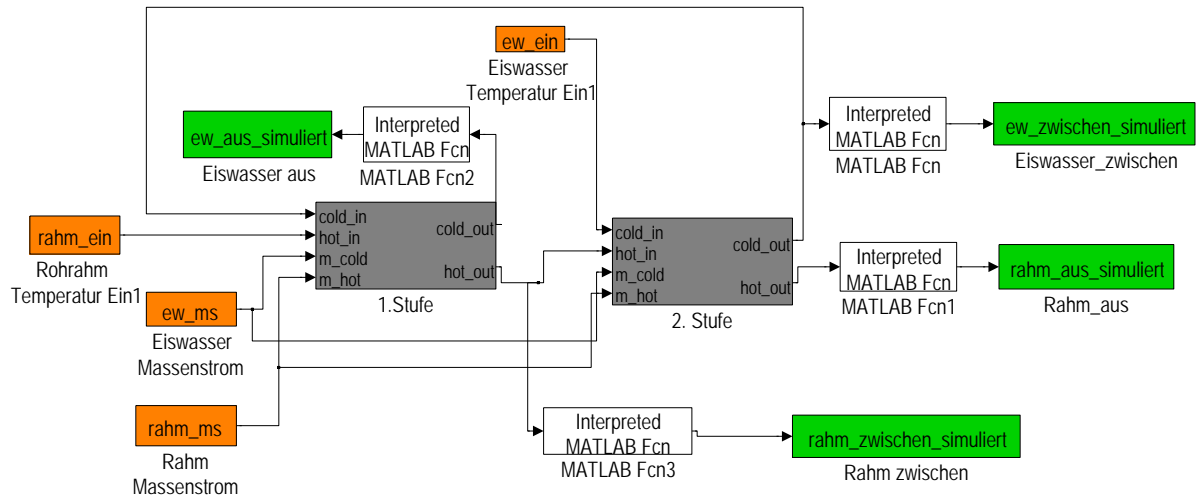 ew_ein
Eiswasser
Temperatur Ein1
ew_aus_simuliert
Eiswasser aus
Interpreted
MATLAB Fcn
MATLAB Fcn2
Interpreted
MATLAB Fcn
MATLAB Fcn
ew_zwischen_simuliert
Eiswasser_zwischen
rahm_ein
Rohrahm
Temperatur Ein1
cold_in
hot_in
m_cold
m_hot
cold_out
hot_out
1.Stufe
cold_in
hot_in
m_cold
m_hot
cold_out
hot_out
2. Stufe
Interpreted
MATLAB Fcn
MATLAB Fcn1
rahm_aus_simuliert
Rahm_aus
ew_ms
Eiswasser
Massenstrom
rahm_ms
Rahm
Massenstrom
Interpreted
MATLAB Fcn
MATLAB Fcn3
rahm_zwischen_simuliert
Rahm zwischen